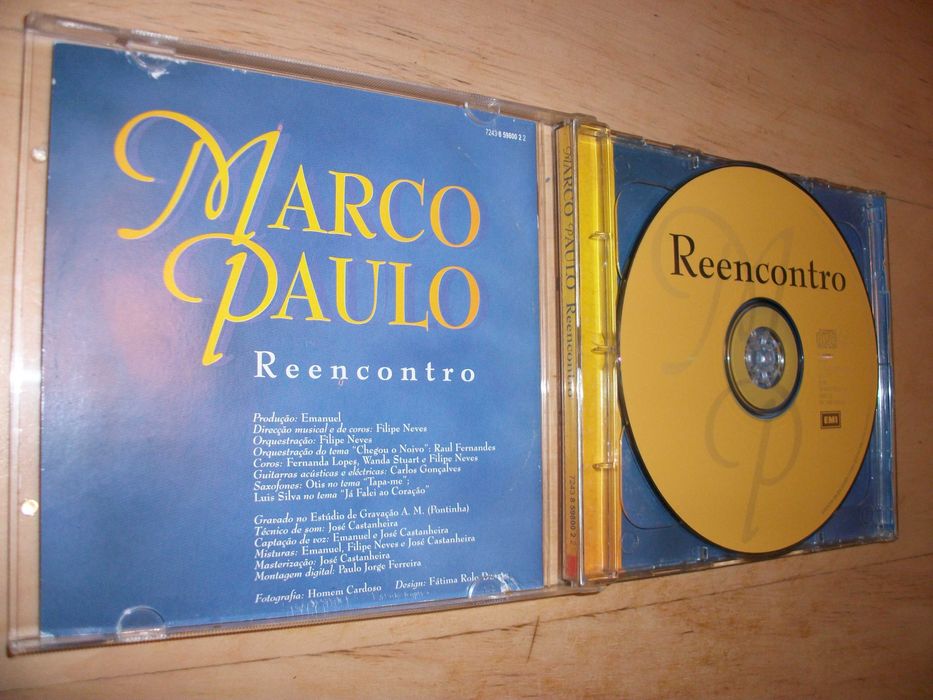 7243 8 59800 2 2
MARCO
PAULO
Reencontro
Produção: Emanuel
Direcção musical e de coros: Filipe Neves
Orquestração: Filipe Neves
Orquestração do tema "Chegou o Noivo": Raul Fernandes
Coros: Fernanda Lopes, Wanda Stuart e Filipe Neves
Guitarras acústicas e eléctricas: Carlos Gonçalves
Saxofones: Otis no tema "Tapa-me";
Luis Silva no tema "Já Falei ao Coração"
Gravado no Estúdio de Gravação A. M. (Pontinha)
Técnico de som: José Castanheira
Captação de voz: Emanuel e José Castanheira
Misturas: Emanuel, Filipe Neves e José Castanheira
Masterização: José Castanheira
Montagem digital: Paulo Jorge Ferreira
Fotografia: Homem Cardoso Design: Fátima Rolo
MARCO PAULO Reencontro
7243 8 59800 2 2
Reencontro
M
P
EMI